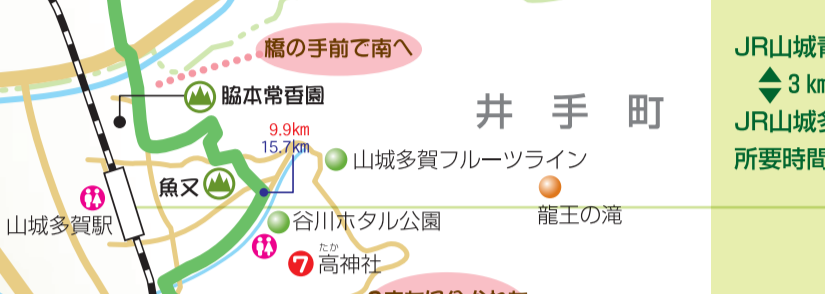 橋の手前で南へ
脇本常香園
9.9km
15.7km
井手町
山城多賀フルーツライン
魚又
龍王の滝
山城多賀駅
谷川ホタル公園
たか
7 高神社
JR山城
3 km
JR山城
所要時間